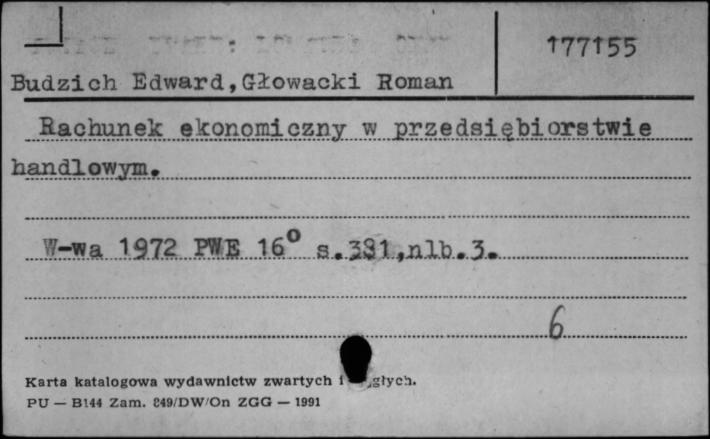 177155
Budzich Edward,Głowacki Roman
Rachunek ekonomiczny w przedsiębiorstwie
handlowym.
W-wa 1972 PWE 16° s.381,nlb.3.
6
Karta katalogowa wydawnictw zwartych i
PU — B144 Zam. 849/DW/On ZGG — 1991